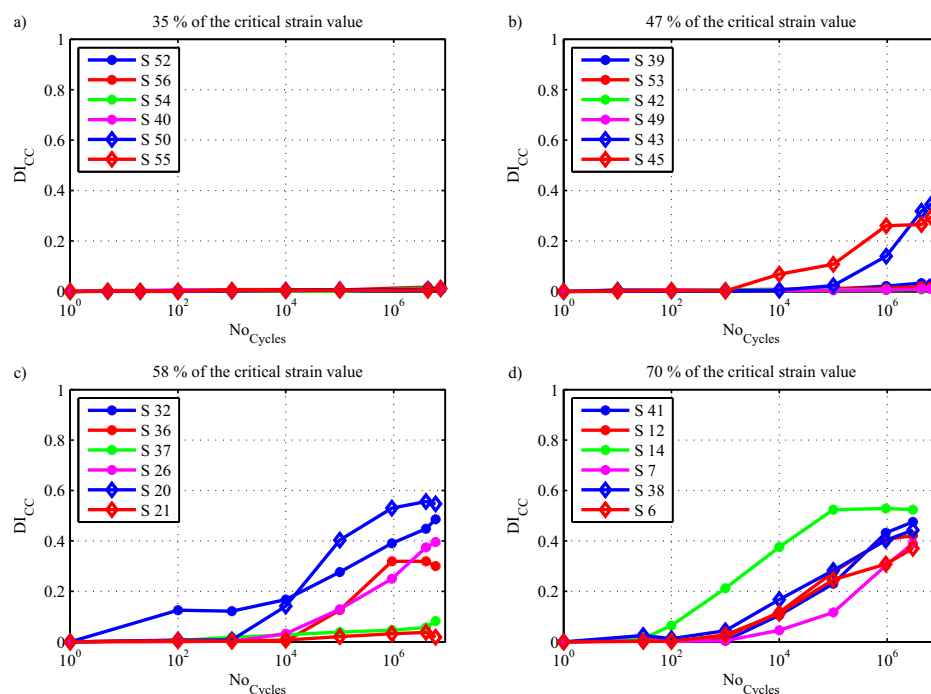 a) 35 % of the critical strain value
1
0.8
0.6
0.4
0.2
0
DI_CC
S 52
S 56
S 54
S 40
S 50
S 55
10^0 10^2 10^4 10^6
No_Cycles
b) 47 % of the critical strain value
1
0.8
0.6
0.4
0.2
0
DI_CC
S 39
S 53
S 42
S 49
S 43
S 45
10^0 10^2 10^4 10^6
No_Cycles
c) 58 % of the critical strain value
1
0.8
0.6
0.4
0.2
0
DI_CC
S 32
S 36
S 37
S 26
S 20
S 21
10^0 10^2 10^4 10^6
No_Cycles
d) 70 % of the critical strain value
1
0.8
0.6
0.4
0.2
0
DI_CC
S 41
S 12
S 14
S 7
S 38
S 6
10^0 10^2 10^4 10^6
No_Cycles